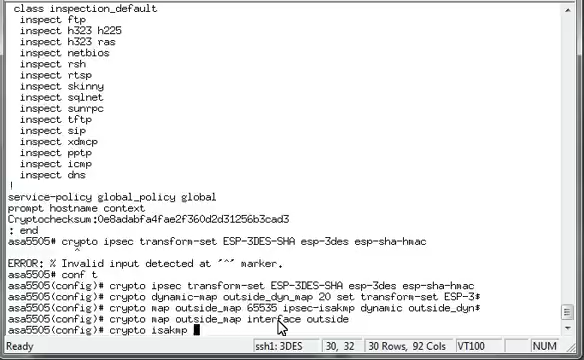 class inspection_default
inspect ftp
inspect h323 h225
inspect h323 ras
inspect netbios
inspect rsh
inspect rtsp
inspect skinny
inspect sqlnet
inspect sunrpc
inspect tftp
inspect sip
inspect xdmcp
inspect pptp
inspect icmp
inspect dns
!
service-policy global_policy global
prompt hostname context
Cryptochecksum:0e8adabfa4fae2f360d2d31256b3cad3
: end
asa5505# crypto ipsec transform-set ESP-3DES-SHA esp-3des esp-sha-hmac
^
ERROR: % Invalid input detected at '^' marker.
asa5505# conf t
asa5505(config)# crypto ipsec transform-set ESP-3DES-SHA esp-3des esp-sha-hmac
asa5505(config)# crypto dynamic-map outside_dyn_map 20 set transform-set ESP-3$
asa5505(config)# crypto map outside_map 65535 ipsec-isakmp dynamic outside_dyn$
asa5505(config)# crypto map outside_map interface outside
asa5505(config)# crypto isakmp
Ready ssh1: 3DES 30, 32 30 Rows, 92 Cols VT100 NUM